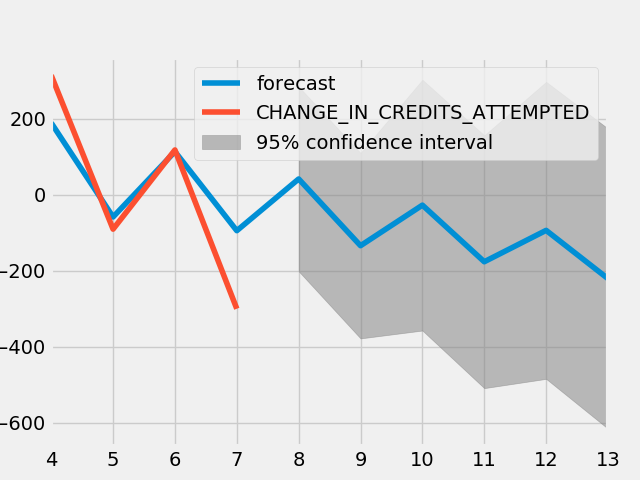 forecast
CHANGE_IN_CREDITS_ATTEMPTED
95% confidence interval
200
0
−200
−400
−600
4 5 6 7 8 9 10 11 12 13